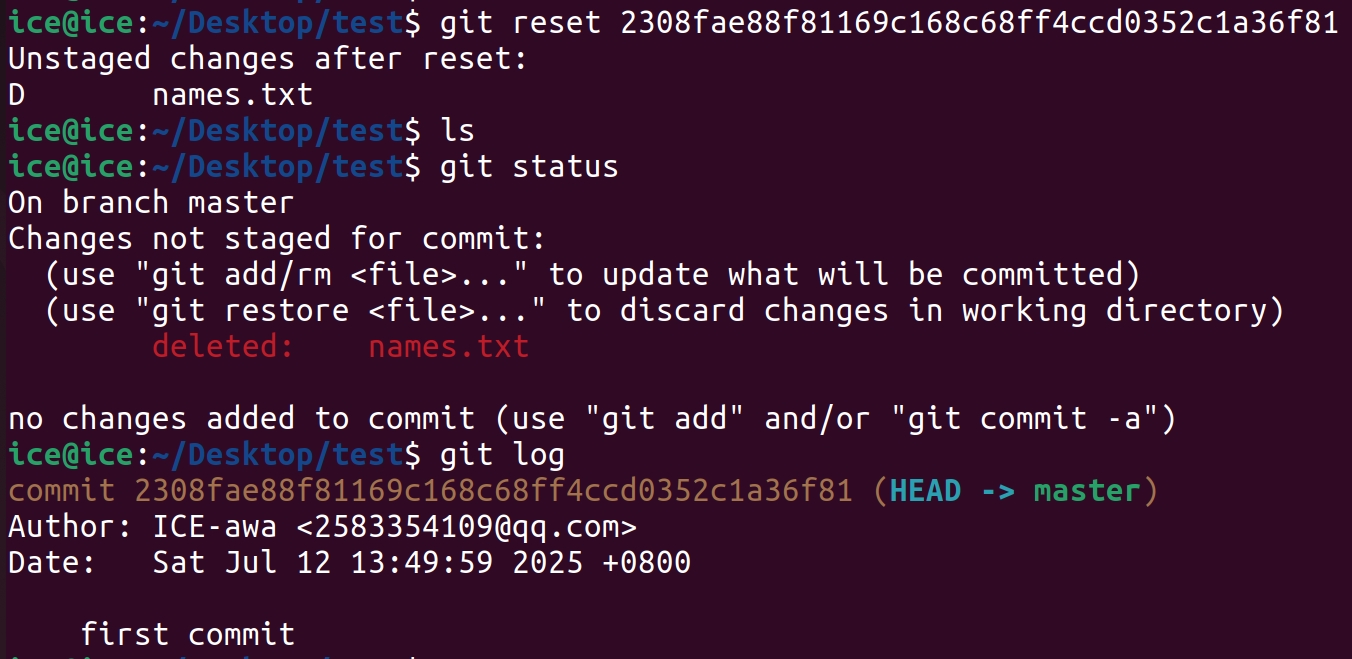 ice@ice:~/Desktop/test$ git reset 2308fae88f81169c168c68ff4ccd0352c1a36f81
Unstaged changes after reset:
D       names.txt
ice@ice:~/Desktop/test$ ls
ice@ice:~/Desktop/test$ git status
On branch master
Changes not staged for commit:
  (use "git add/rm <file>..." to update what will be committed)
  (use "git restore <file>..." to discard changes in working directory)
        deleted:    names.txt

no changes added to commit (use "git add" and/or "git commit -a")
ice@ice:~/Desktop/test$ git log
commit 2308fae88f81169c168c68ff4ccd0352c1a36f81 (HEAD -> master)
Author: ICE-awa <2583354109@qq.com>
Date:   Sat Jul 12 13:49:59 2025 +0800

    first commit